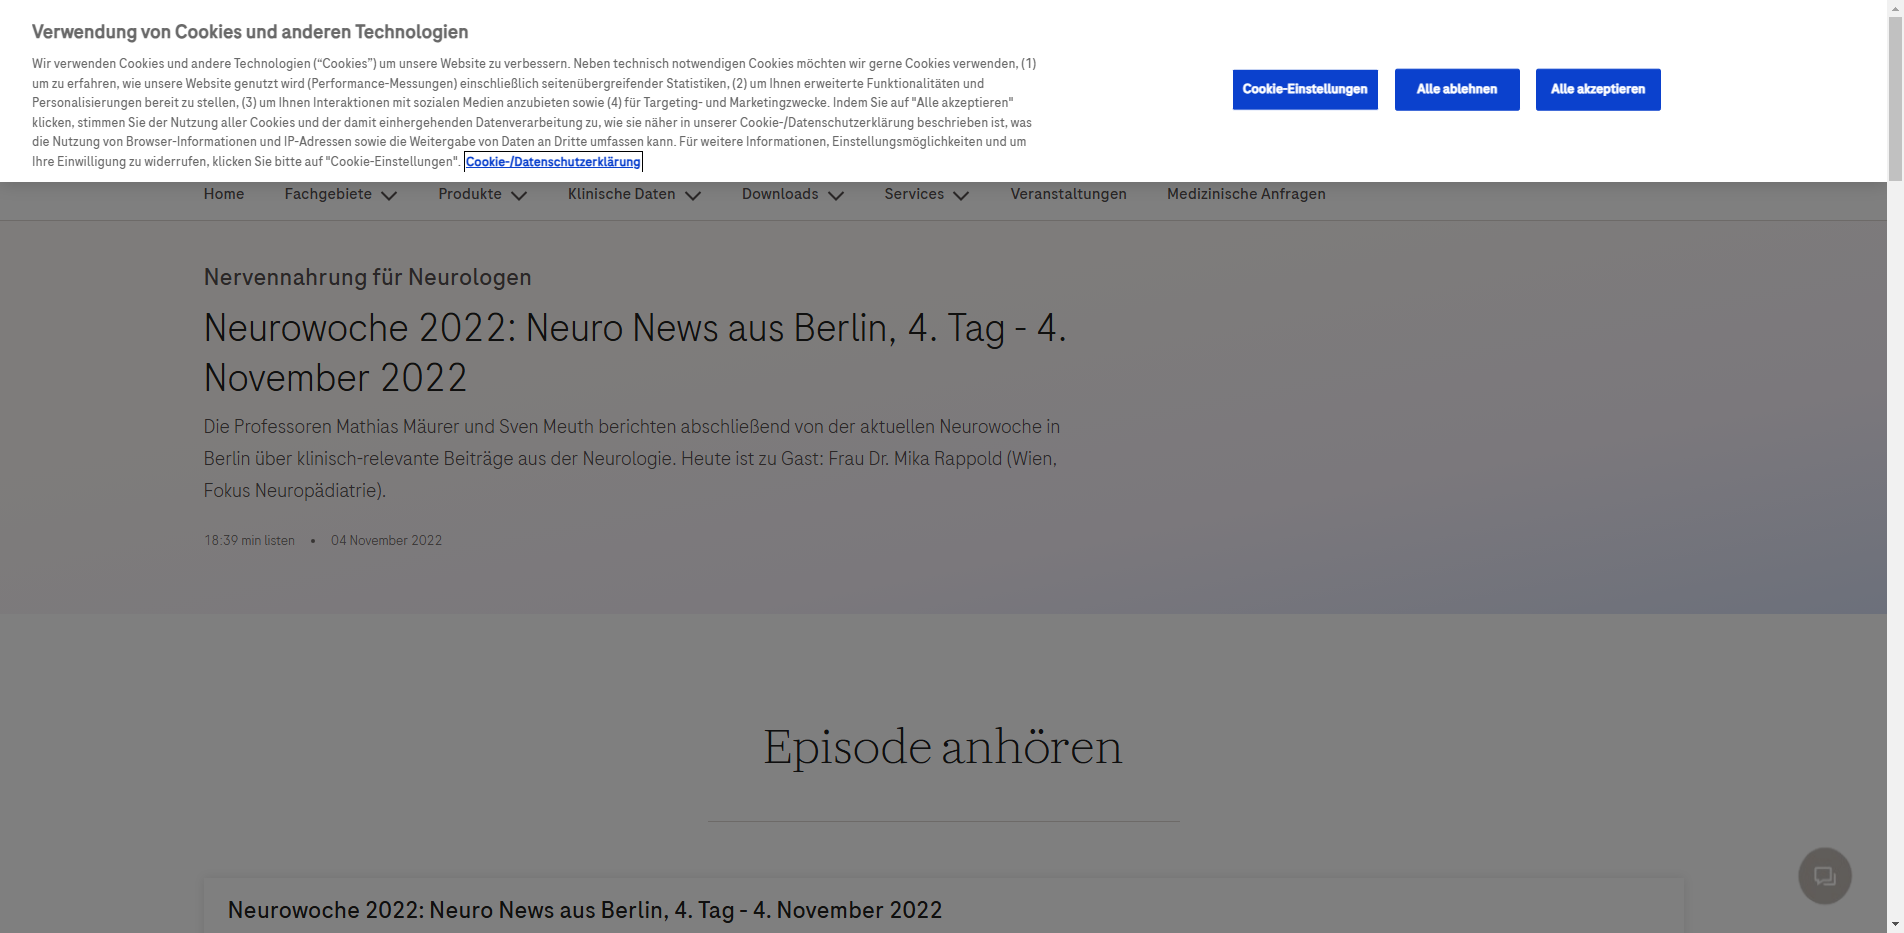 Verwendung von Cookies und anderen Technologien
Wir verwenden Cookies und andere Technologien (“Cookies”) um unsere Website zu verbessern. Neben technisch notwendigen Cookies möchten wir gerne Cookies verwenden, (1)
um zu erfahren, wie unsere Website genutzt wird (Performance-Messungen) einschließlich seitenübergreifender Statistiken, (2) um Ihnen erweiterte Funktionalitäten und
Personalisierungen bereit zu stellen, (3) um Ihnen Interaktionen mit sozialen Medien anzubieten sowie (4) für Targeting- und Marketingzwecke. Indem Sie auf "Alle akzeptieren"
klicken, stimmen Sie der Nutzung aller Cookies und der damit einhergehenden Datenverarbeitung zu, wie sie näher in unserer Cookie-/Datenschutzerklärung beschrieben ist, was
die Nutzung von Browser-Informationen und IP-Adressen sowie die Weitergabe von Daten an Dritte umfassen kann. Für weitere Informationen, Einstellungsmöglichkeiten und um
Ihre Einwilligung zu widerrufen, klicken Sie bitte auf "Cookie-Einstellungen". Cookie-/Datenschutzerklärung
Cookie-Einstellungen Alle ablehnen Alle akzeptieren
Home Fachgebiete Produkte Klinische Daten Downloads Services Veranstaltungen Medizinische Anfragen
Nervennahrung für Neurologen
Neurowoche 2022: Neuro News aus Berlin, 4. Tag - 4.
November 2022
Die Professoren Mathias Mäurer und Sven Meuth berichten abschließend von der aktuellen Neurowoche in
Berlin über klinisch-relevante Beiträge aus der Neurologie. Heute ist zu Gast: Frau Dr. Mika Rappold (Wien,
Fokus Neuropädiatrie).
18:39 min listen • 04 November 2022
Episode anhören
Neurowoche 2022: Neuro News aus Berlin, 4. Tag - 4. November 2022